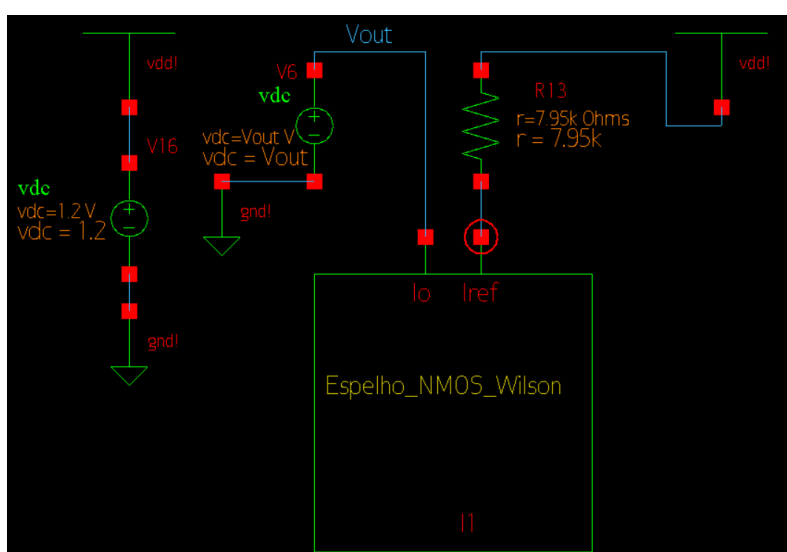 Vout
vdd!
V6
vdc
vdd!
R13
r=7.95k Ohms
r = 7.95k
V16
vdc=Vout V
vdc = Vout
vdc
vdc=1.2 V
vdc = 1.2
gnd!
Io Iref
gnd!
Espelho_NMOS_Wilson
I1